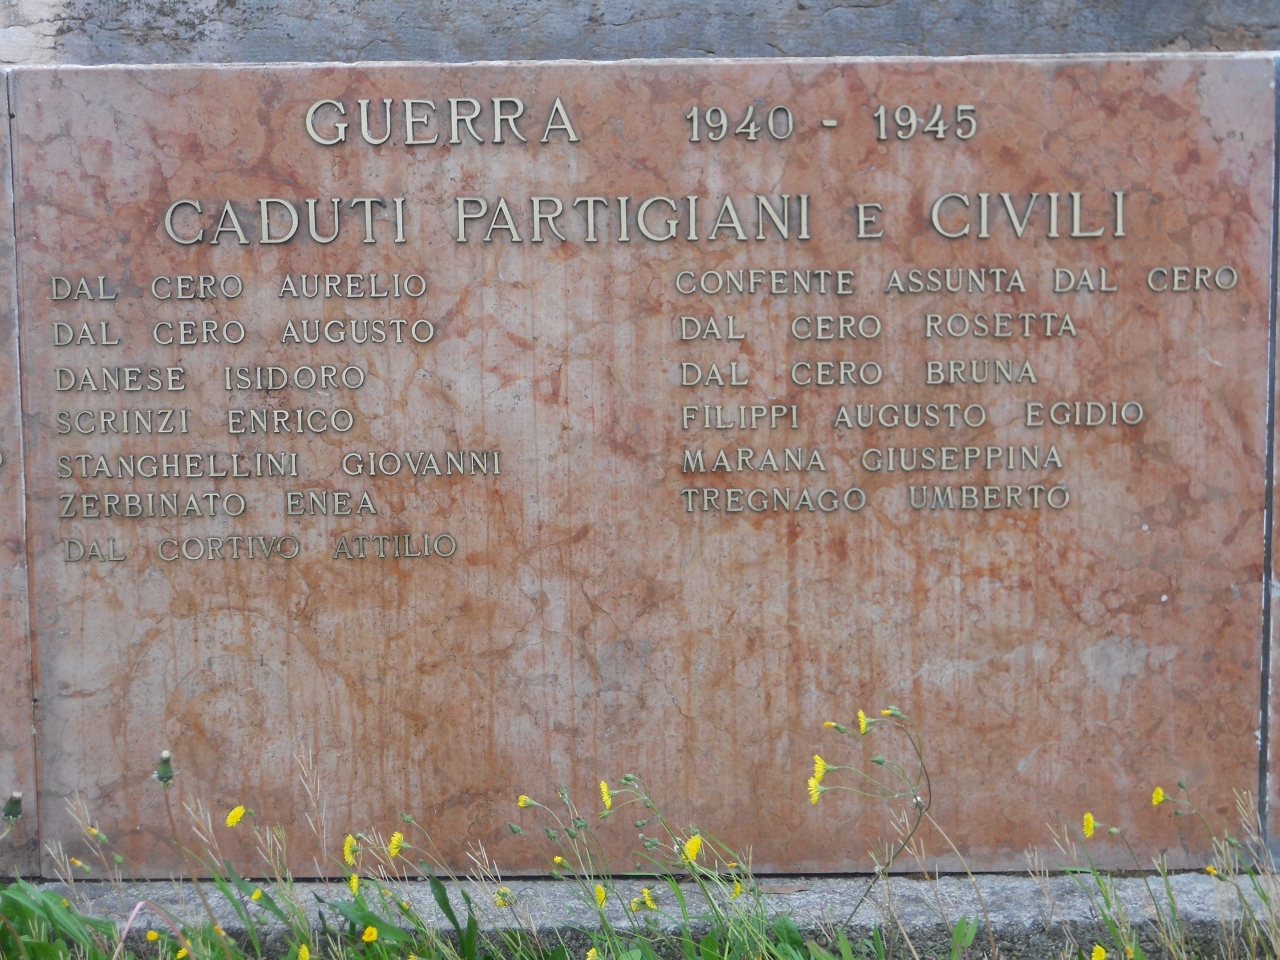 GUERRA 1940 - 1945
CADUTI PARTIGIANI E CIVILI
DAL CERO AURELIO
DAL CERO AUGUSTO
DANESE ISIDORO
SCRINZI ENRICO
STANGHELLINI GIOVANNI
ZERBINATO ENEA
DAL CORTIVO ATTILIO
CONFENTE ASSUNTA DAL CERO
DAL CERO ROSETTA
DAL CERO BRUNA
FILIPPI AUGUSTO EGIDIO
MARANA GIUSEPPINA
TREGNAGO UMBERTO